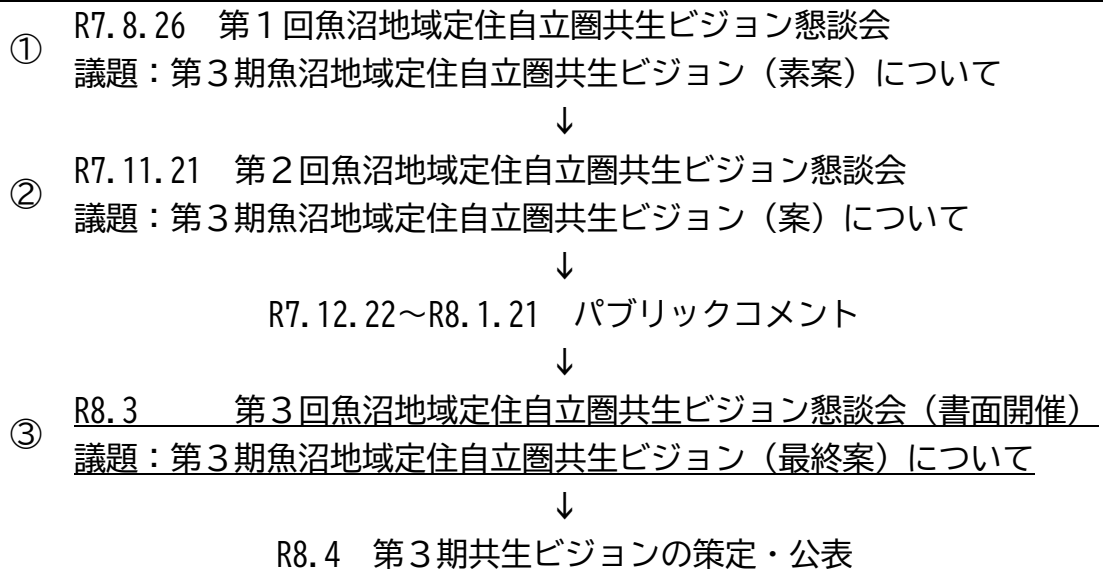 ① R7.8.26 第１回魚沼地域定住自立圏共生ビジョン懇談会
議題：第３期魚沼地域定住自立圏共生ビジョン（素案）について
↓
② R7.11.21 第２回魚沼地域定住自立圏共生ビジョン懇談会
議題：第３期魚沼地域定住自立圏共生ビジョン（案）について
↓
R7.12.22～R8.1.21 パブリックコメント
↓
③ R8.3 第３回魚沼地域定住自立圏共生ビジョン懇談会（書面開催）
議題：第３期魚沼地域定住自立圏共生ビジョン（最終案）について
↓
R8.4 第３期共生ビジョンの策定・公表